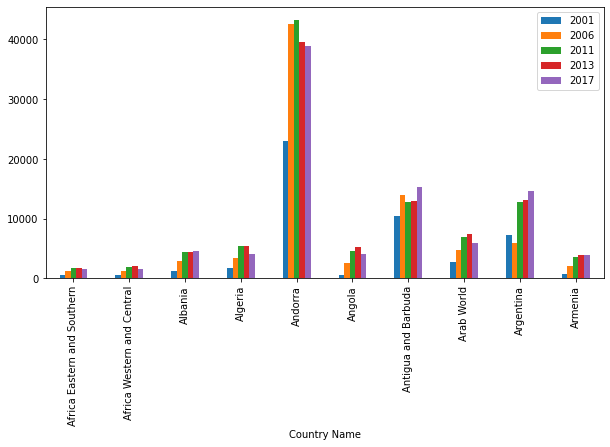 40000
30000
20000
10000
0
2001
2006
2011
2013
2017
Africa Eastern and Southern
Africa Western and Central
Albania
Algeria
Andorra
Angola
Antigua and Barbuda
Arab World
Argentina
Armenia
Country Name